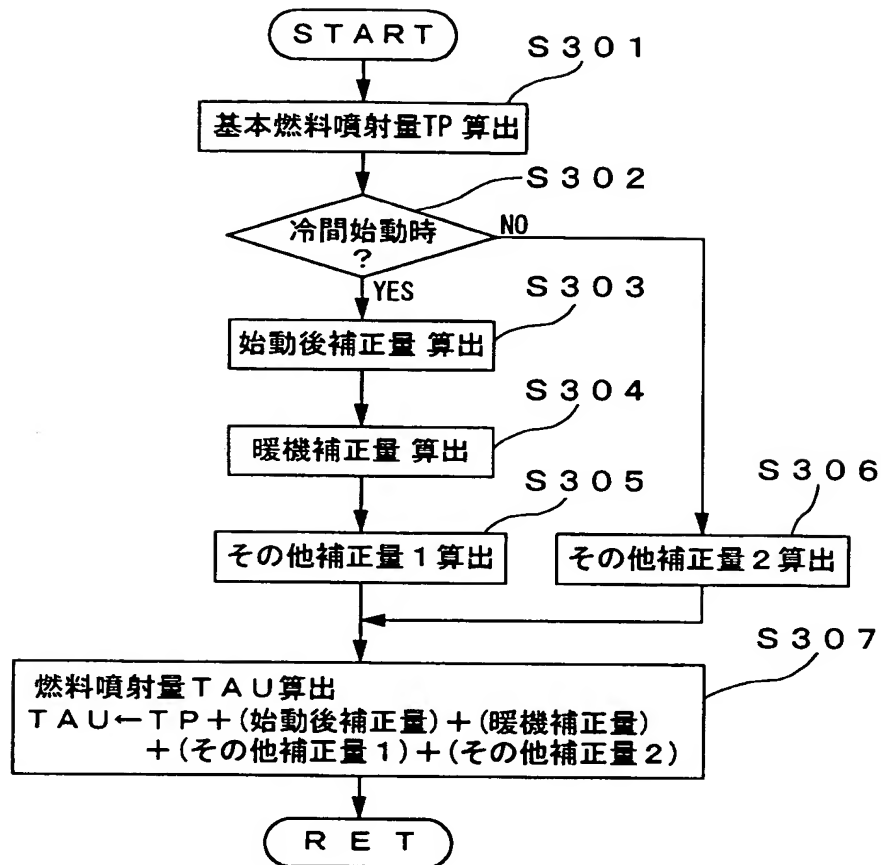 START
S301
基本燃料噴射量TP 算出
S302
冷間始動時
?
NO
YES
S303
始動後補正量 算出
S304
暖機補正量 算出
S305
その他補正量1算出
S306
その他補正量2算出
S307
燃料噴射量TAU算出
TAU←TP+(始動後補正量)+(暖機補正量)
+(その他補正量1)+(その他補正量2)
RET